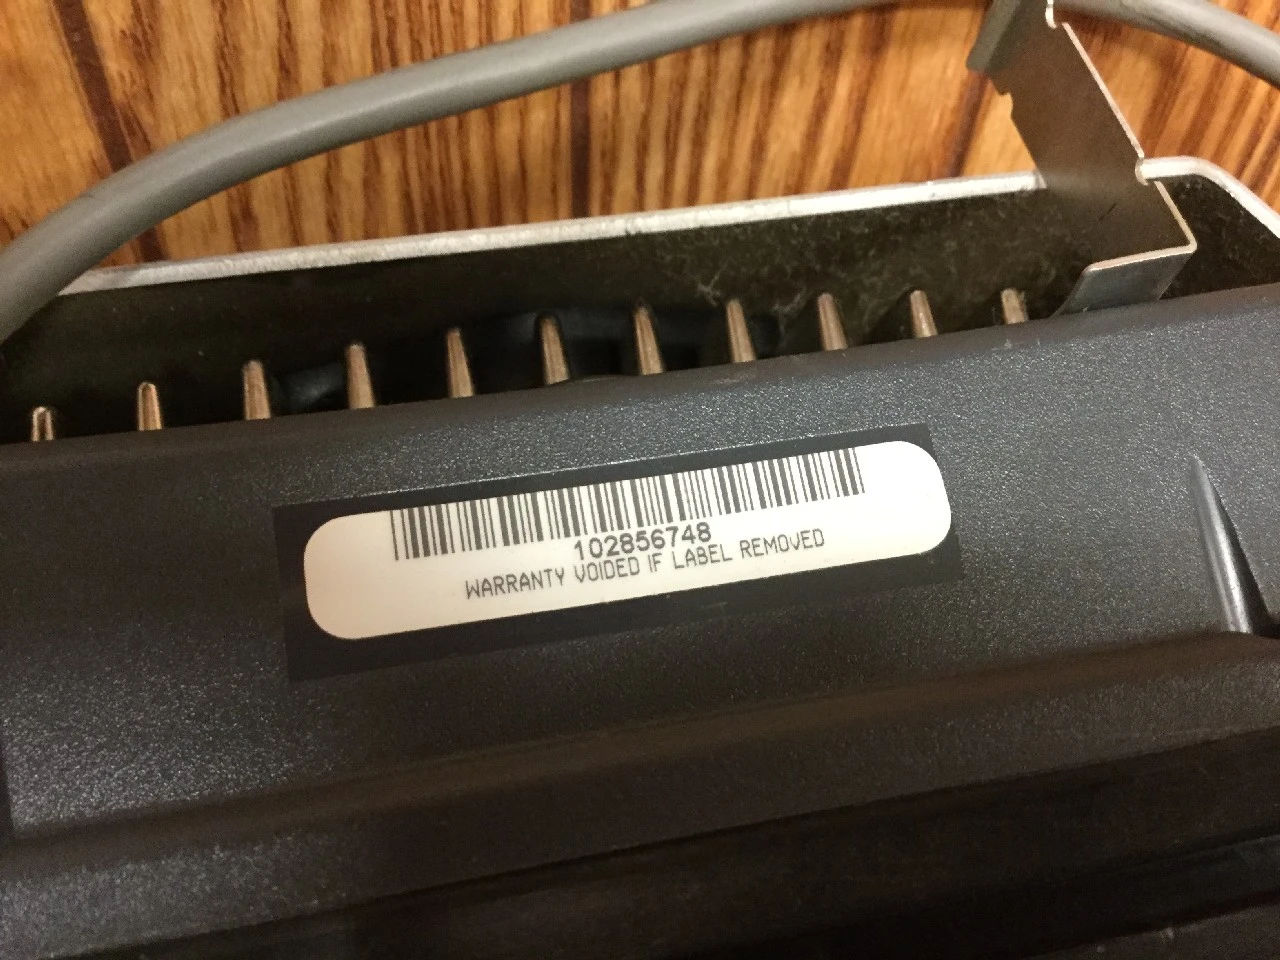 102856748
WARRANTY VOIDED IF LABEL REMOVED